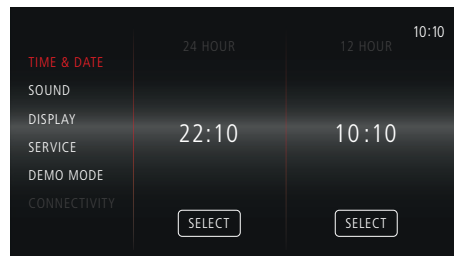 10:10
24 HOUR
12 HOUR
TIME & DATE
SOUND
DISPLAY
SERVICE
DEMO MODE
CONNECTIVITY
22:10
10:10
SELECT
SELECT